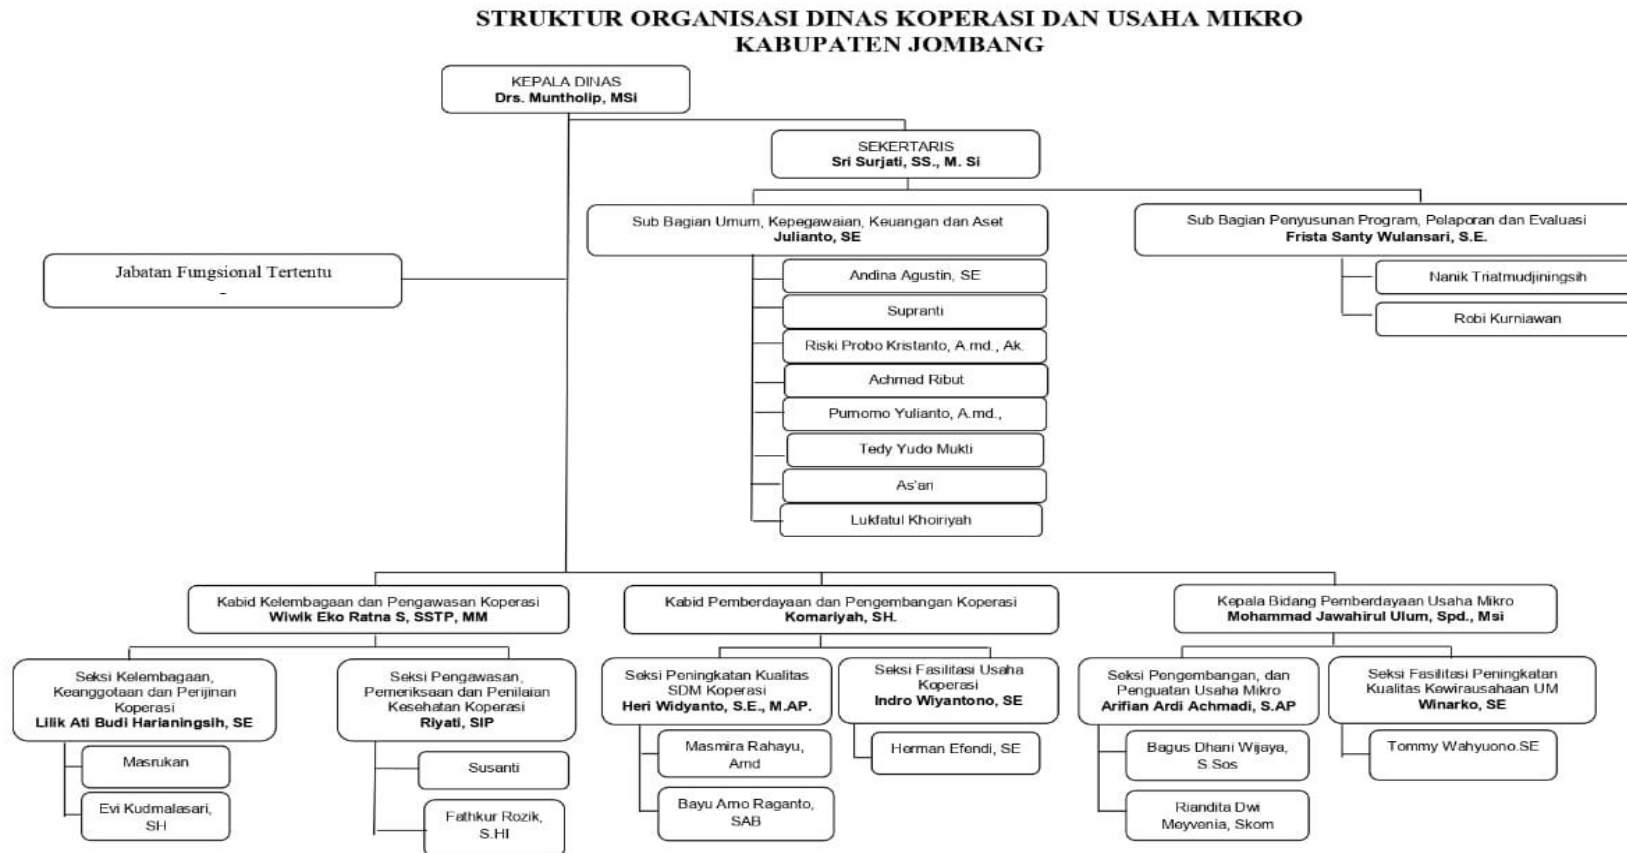 STRUKTUR ORGANISASI DINAS KOPERASI DAN USAHA MIKRO
KABUPATEN JOMBANG
KEPALA DINAS
Drs. Muntholip, MSi
SEKERTARIS
Sri Surjati, SS., M. Si
Sub Bagian Umum, Kepegawaian, Keuangan dan Aset
Julianto, SE
Sub Bagian Penyusunan Program, Pelaporan dan Evaluasi
Frista Santy Wulansari, S.E.
Jabatan Fungsional Tertentu
-
Andina Agustin, SE
Supranti
Riski Probo Kristanto, A.md., Ak.
Achmad Ribut
Purnomo Yulianto, A.md.,
Tedy Yudo Mukti
As'ari
Lukfatul Khoiriyah
Nanik Triatmudjiningsih
Robi Kurniawan
Kabid Kelembagaan dan Pengawasan Koperasi
Wiwik Eko Ratna S, SSTP, MM
Kabid Pemberdayaan dan Pengembangan Koperasi
Komariyah, SH.
Kepala Bidang Pemberdayaan Usaha Mikro
Mohammad Jawahirul Ulum, Spd., Msi
Seksi Kelembagaan,
Keanggotaan dan Perijinan
Koperasi
Lilik Ati Budi Harianingsih, SE
Masrukan
Evi Kudmalasari,
SH
Seksi Pengawasan,
Pemeriksaan dan Penilaian
Kesehatan Koperasi
Riyati, SIP
Susanti
Fathkur Rozik,
S.HI
Seksi Peningkatan Kualitas
SDM Koperasi
Heri Widyanto, S.E., M.AP.
Masmira Rahayu,
Amd
Bayu Arno Raganto,
SAB
Seksi Fasilitasi Usaha
Koperasi
Indro Wiyantono, SE
Herman Efendi, SE
Seksi Pengembangan, dan
Penguatan Usaha Mikro
Arifian Ardi Achmadi, S.AP
Bagus Dhani Wijaya,
S.Sos
Riandita Dwi
Meyvenia, Skom
Seksi Fasilitasi Peningkatan
Kualitas Kewirausahaan UM
Winarko, SE
Tommy Wahyuono.SE